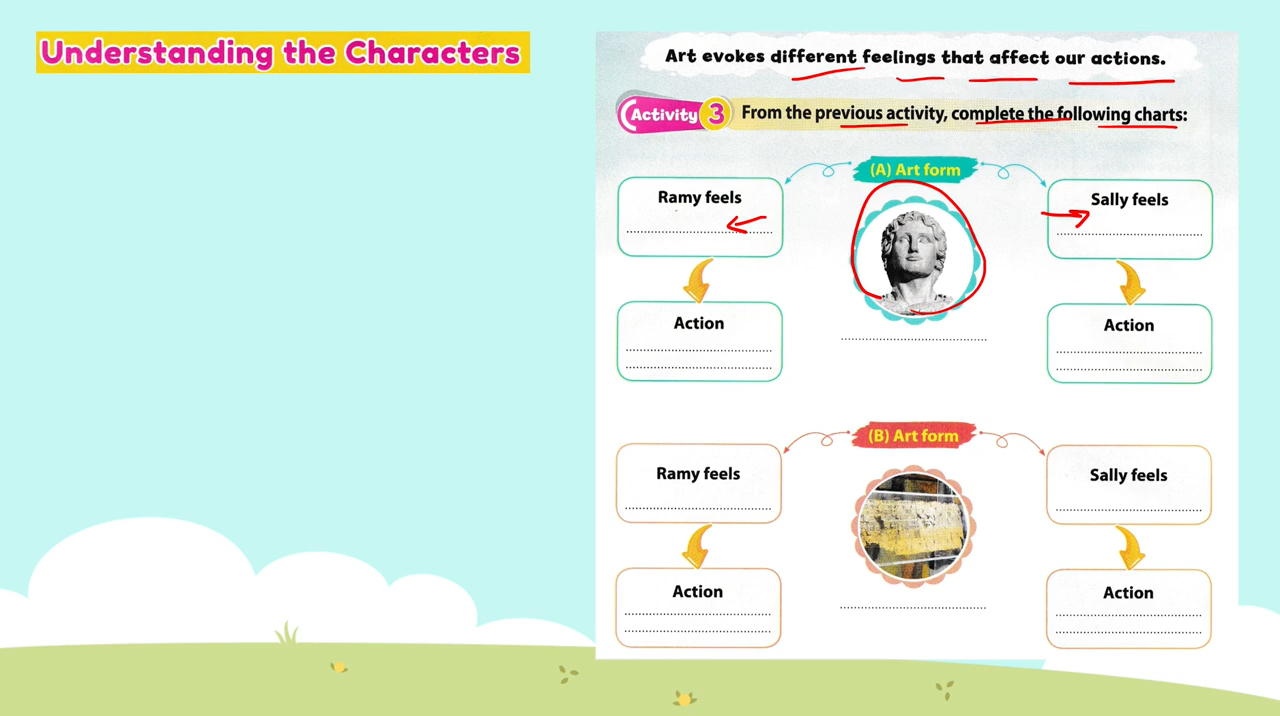 Understanding the Characters
Art evokes different feelings that affect our actions.
Activity 3 From the previous activity, complete the following charts:
(A) Art form
Ramy feels
Sally feels
Action
Action
(B) Art form
Ramy feels
Sally feels
Action
Action